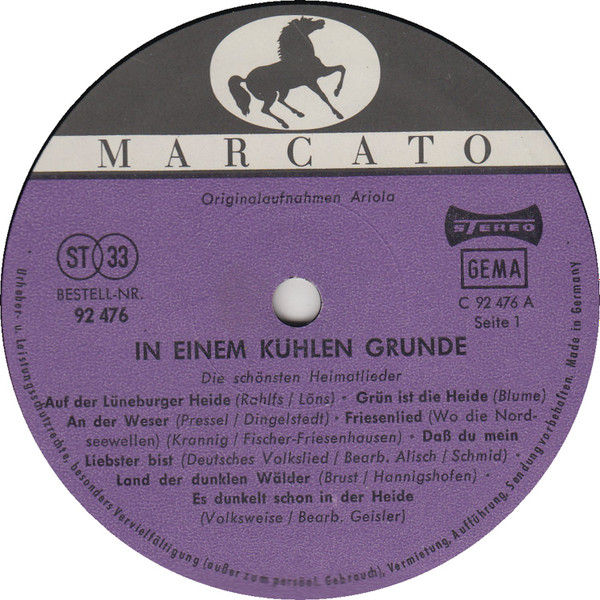 MARCATO
Originalaufnahmen Ariola
ST 33
BESTELL-NR.
92 476
STEREO
GEMA
C 92 476 A
Seite 1
IN EINEM KÜHLEN GRUNDE
Die schönsten Heimatlieder
Auf der Lüneburger Heide (Rahlfs / Löns) · Grün ist die Heide (Blume)
An der Weser (Pressel / Dingelstedt) · Friesenlied (Wo die Nord-
seewellen) (Krannig / Fischer-Friesenhausen) · Daß du mein
Liebster bist (Deutsches Volkslied / Bearb. Alisch / Schmid) ·
Land der dunklen Wälder (Brust / Hannigshofen) ·
Es dunkelt schon in der Heide
(Volksweise / Bearb. Geisler)
Urheber- u. Leistungsschutzrechte, besonders Vervielfältigung (außer zum persönl. Gebrauch), Vermietung, Aufführung, Sendung vorbehalten. Made in Germany